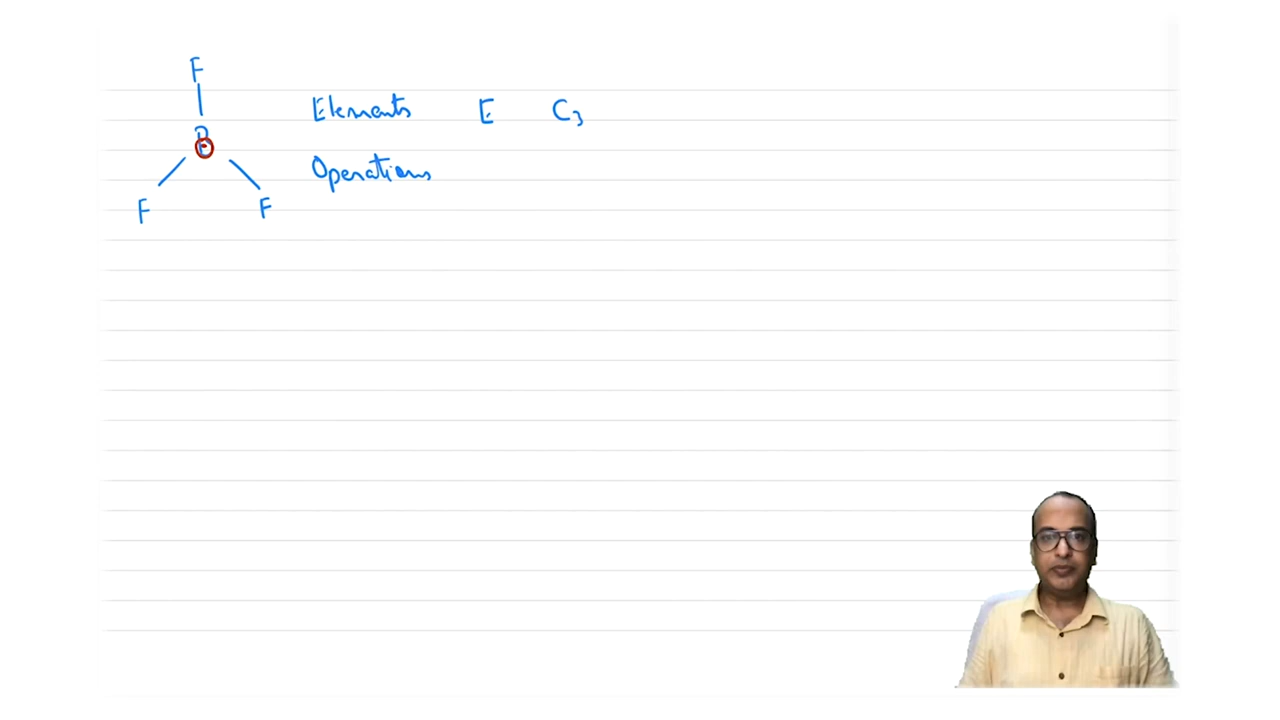 F
Elements E C₃
B
Operations
F F